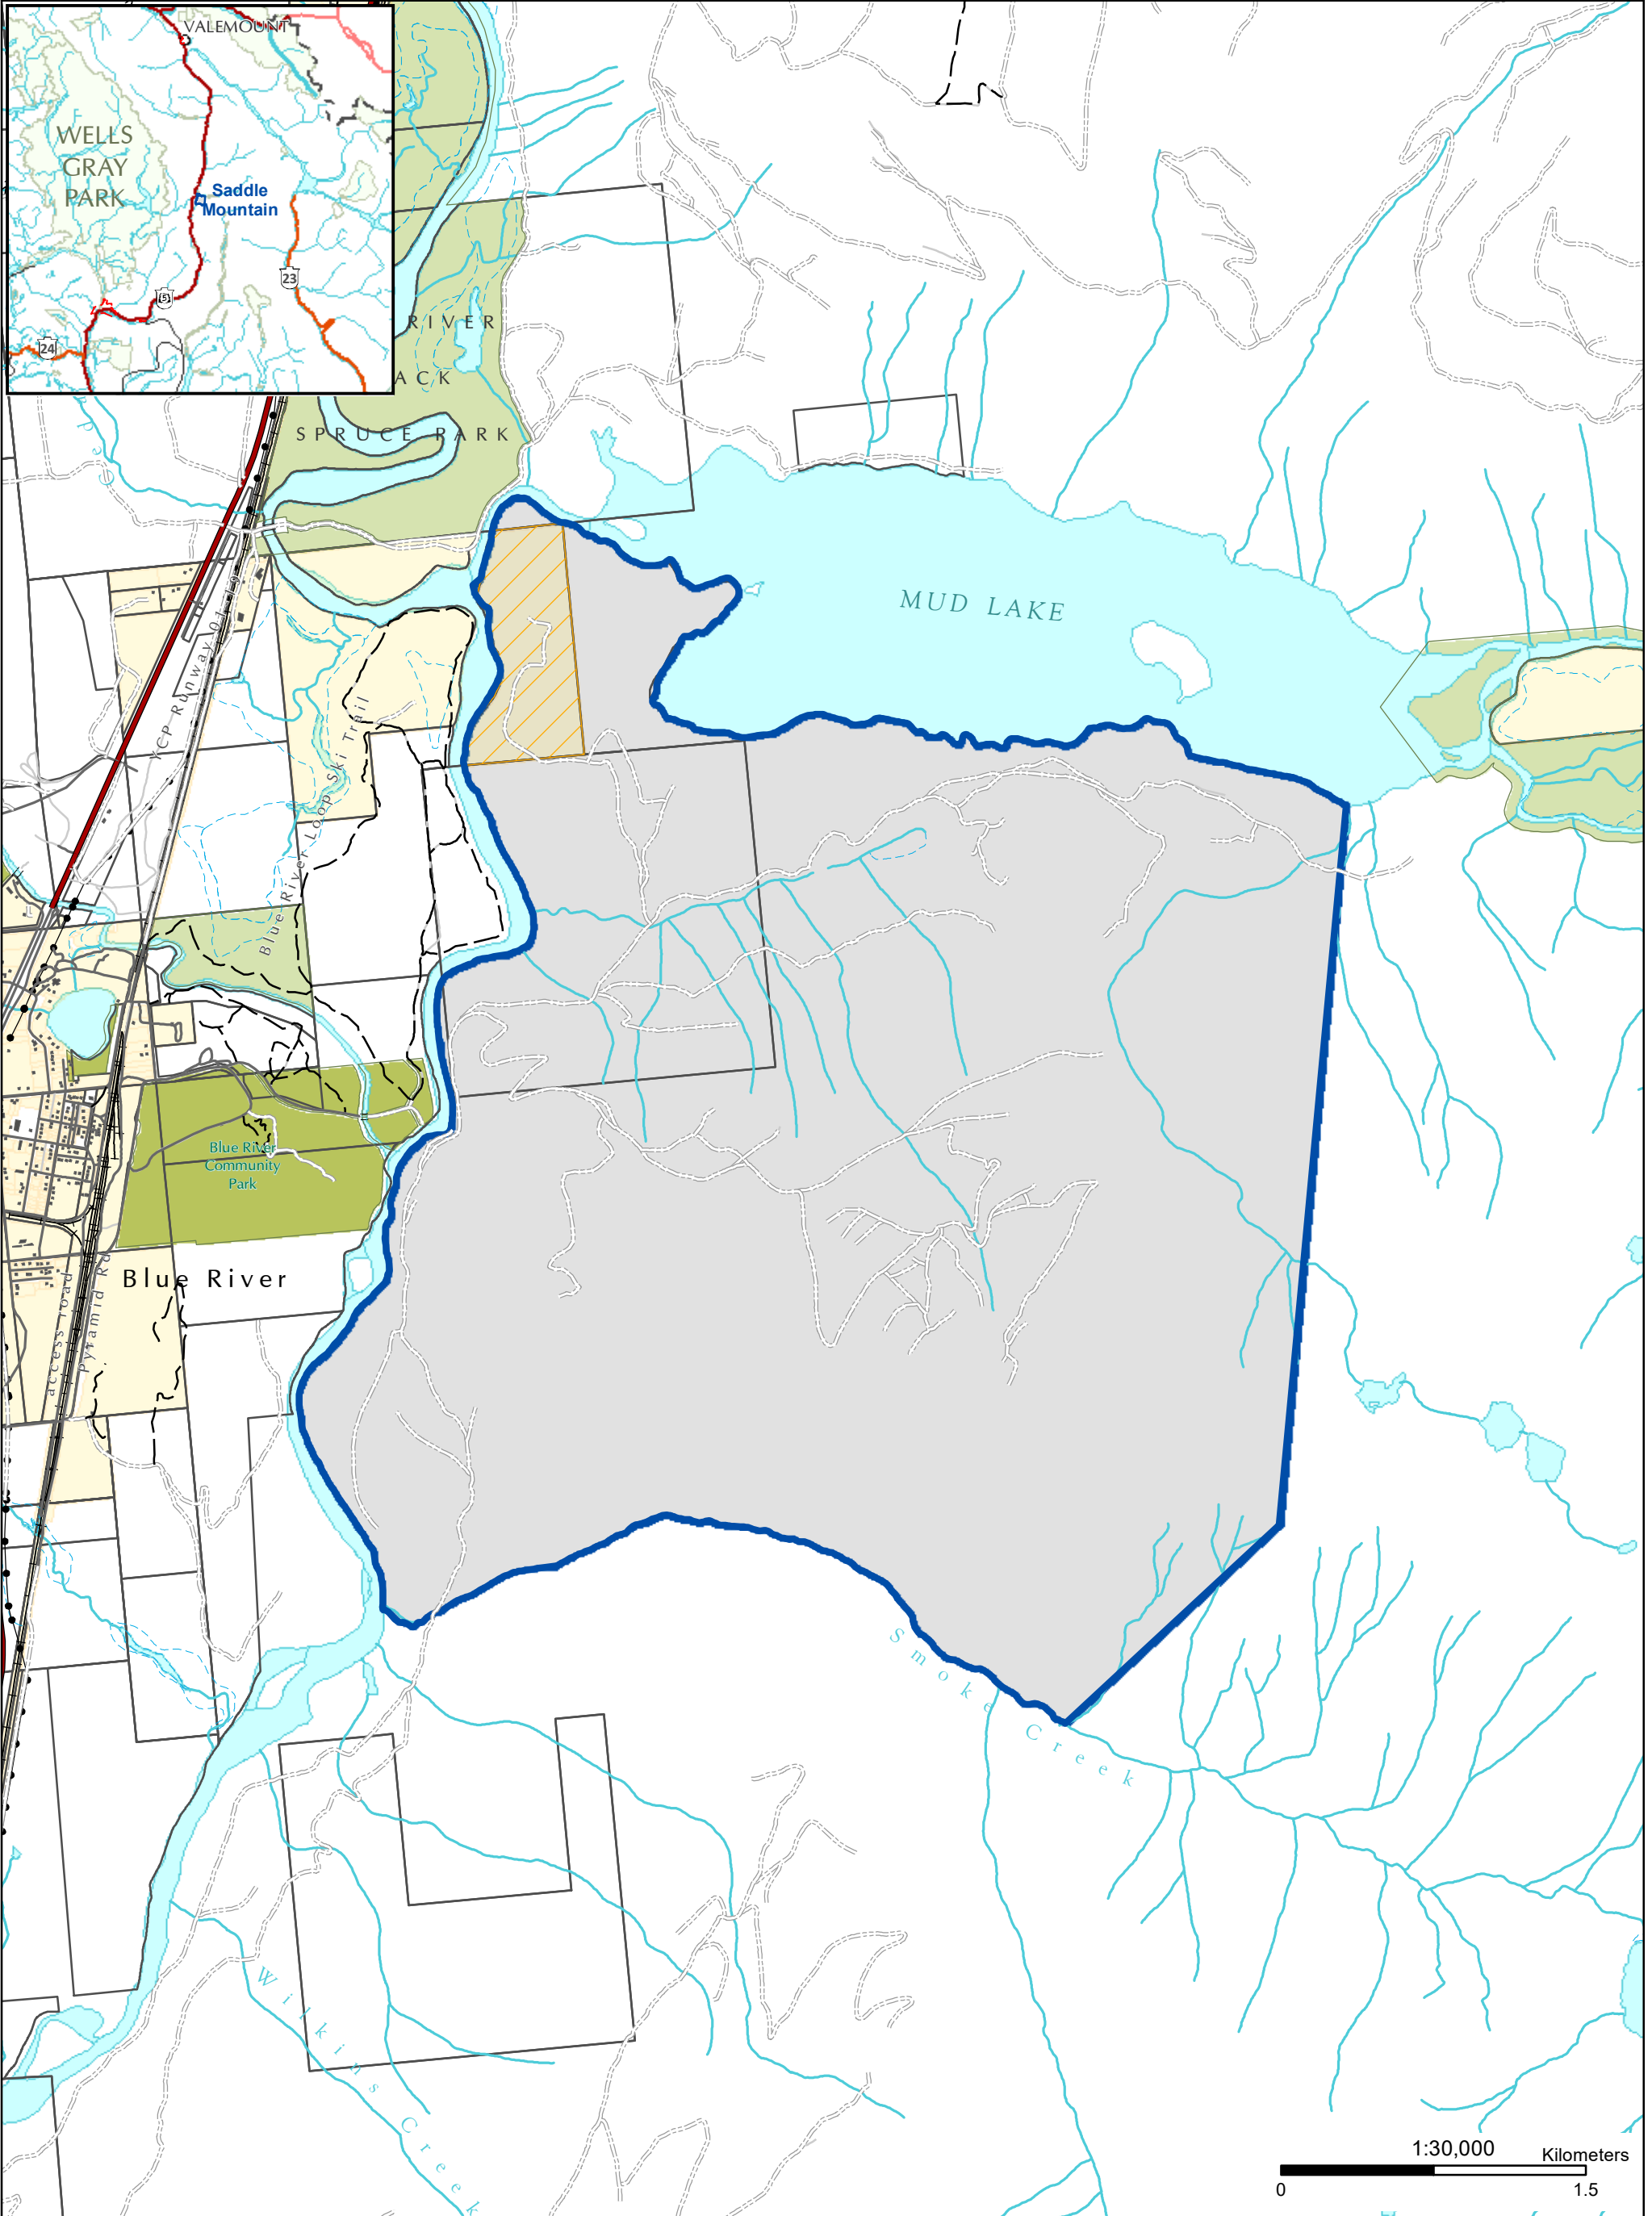 VALEMOUNT
WELLS
GRAY
PARK
Saddle
Mountain
23
5
24
RIVER
ACK
SPRUCE PARK
MUD LAKE
YCP Runway 01-19
Blue River Loop Ski Trail
Blue River
Community
Park
Blue River
access road
Pyramid Rd
Smoke Creek
Wilkins Creek
1:30,000
Kilometers
0
1.5